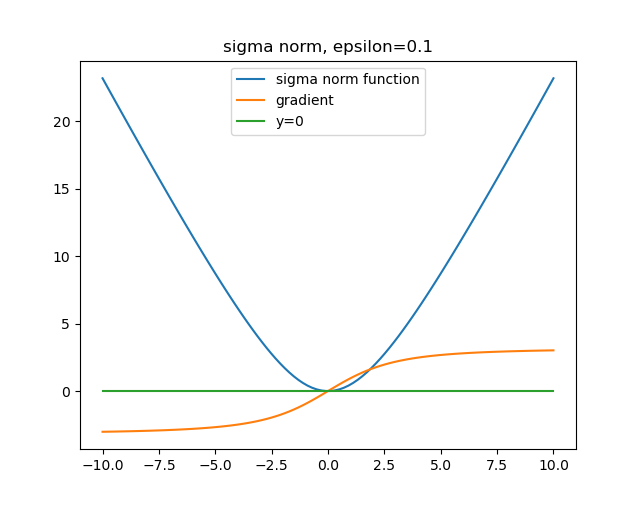 sigma norm, epsilon=0.1
sigma norm function
gradient
y=0
20
15
10
5
0
−10.0 −7.5 −5.0 −2.5 0.0 2.5 5.0 7.5 10.0